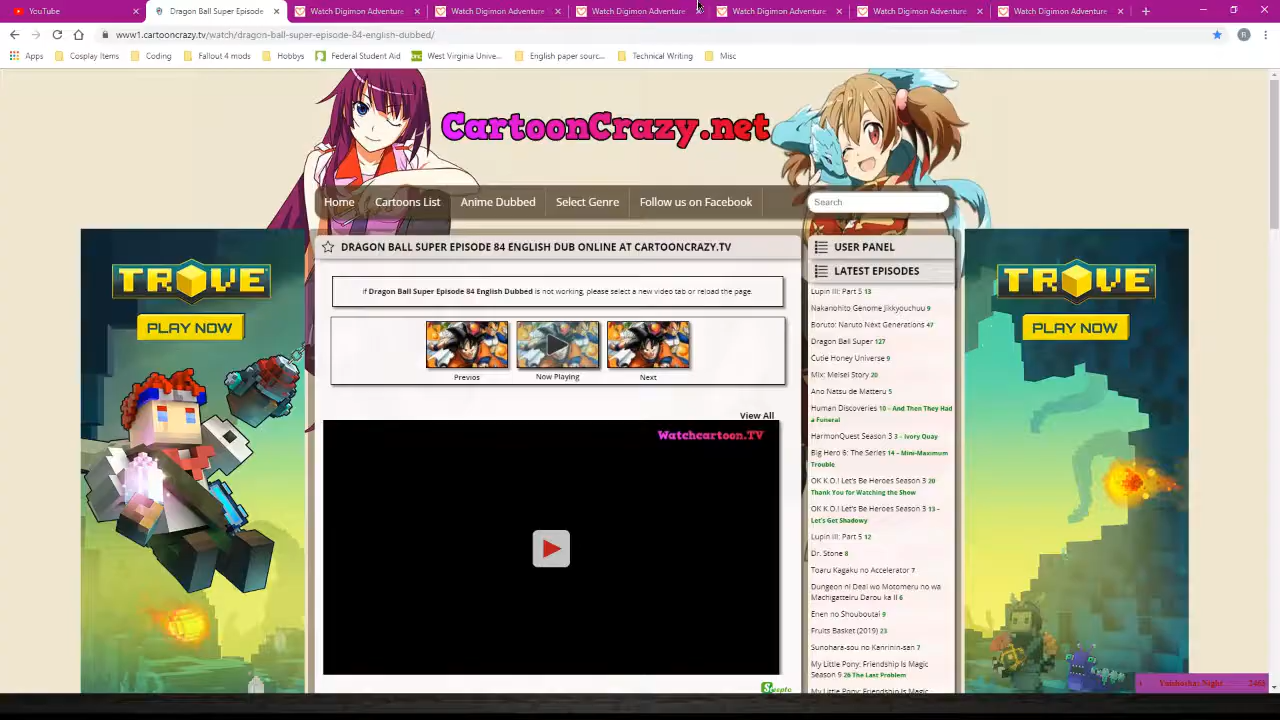 YouTube
Dragon Ball Super Episode
Watch Digimon Adventure
Watch Digimon Adventure
Watch Digimon Adventure
Watch Digimon Adventure
Watch Digimon Adventure
Watch Digimon Adventure
www1.cartooncrazy.tv/watch/dragon-ball-super-episode-84-english-dubbed/
R
Apps
Cosplay Items
Coding
Fallout 4 mods
Hobbys
Federal Student Aid
West Virginia Unive...
English paper sourc...
Technical Writing
Misc
CartoonCrazy.net
Home
Cartoons List
Anime Dubbed
Select Genre
Follow us on Facebook
Search
DRAGON BALL SUPER EPISODE 84 ENGLISH DUB ONLINE AT CARTOONCRAZY.TV
if Dragon Ball Super Episode 84 English Dubbed is not working, please select a new video tab or reload the page.
Previos
Now Playing
Next
View All
Watchcartoon.TV
USER PANEL
LATEST EPISODES
Lupin III: Part 5 13
Nakanohito Genome Jikkyouchuu 9
Boruto: Naruto Next Generations 47
Dragon Ball Super 127
Cutie Honey Universe 9
Mix: Meisei Story 20
Ano Natsu de Matteru 5
Human Discoveries 10 – And Then They Had
a Funeral
HarmonQuest Season 3 3 – Ivory Quay
Big Hero 6: The Series 14 – Mini-Maximum
Trouble
OK K.O.! Let's Be Heroes Season 3 20
Thank You for Watching the Show
OK K.O.! Let's Be Heroes Season 3 13 –
Let's Get Shadowy
Lupin III: Part 5 12
Dr. Stone 8
Toaru Kagaku no Accelerator 7
Dungeon ni Deai wo Motomeru no wa
Machigatteiru Darou ka II 6
Enen no Shouboutai 9
Fruits Basket (2019) 23
Sunohara-sou no Kanrinin-san 7
My Little Pony: Friendship Is Magic
Season 9 26 The Last Problem
My Little Pony: Friendship Is Magic
TROVE
PLAY NOW
TROVE
PLAY NOW
Night
2461